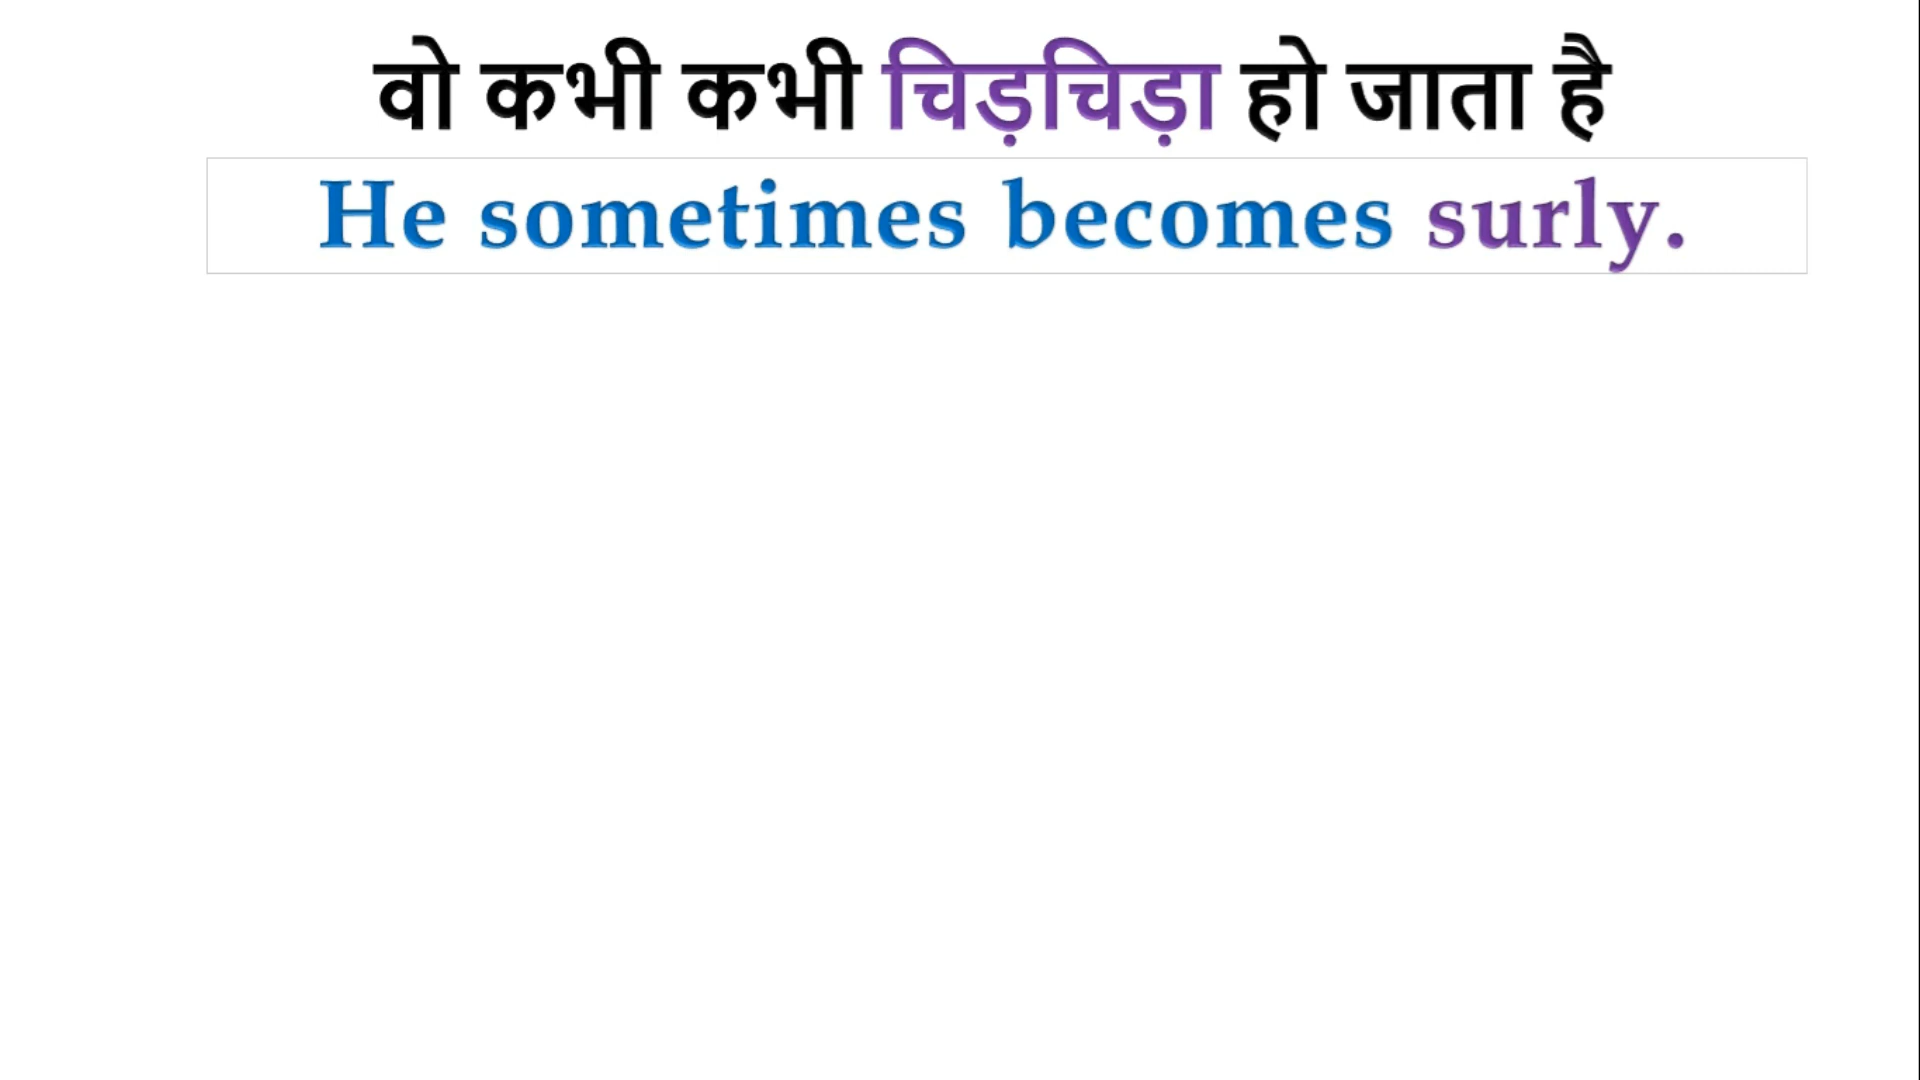 वो कभी कभी चिड़चिड़ा हो जाता है
He sometimes becomes surly.